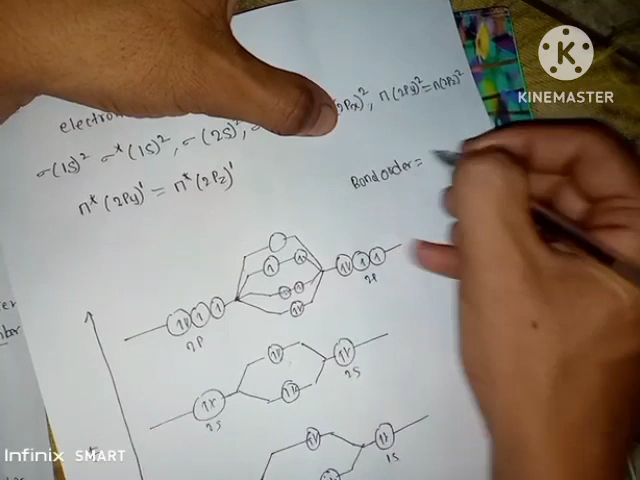 K
KINEMASTER
electron
σ(1S)² σ*(1S)², σ(2S)², (2Px)², π(2Py)²=π(2Pz)²
π*(2Py)¹ = π*(2Pz)¹
Bond order=
2P
2P
2S
2S
1S
Infinix SMART